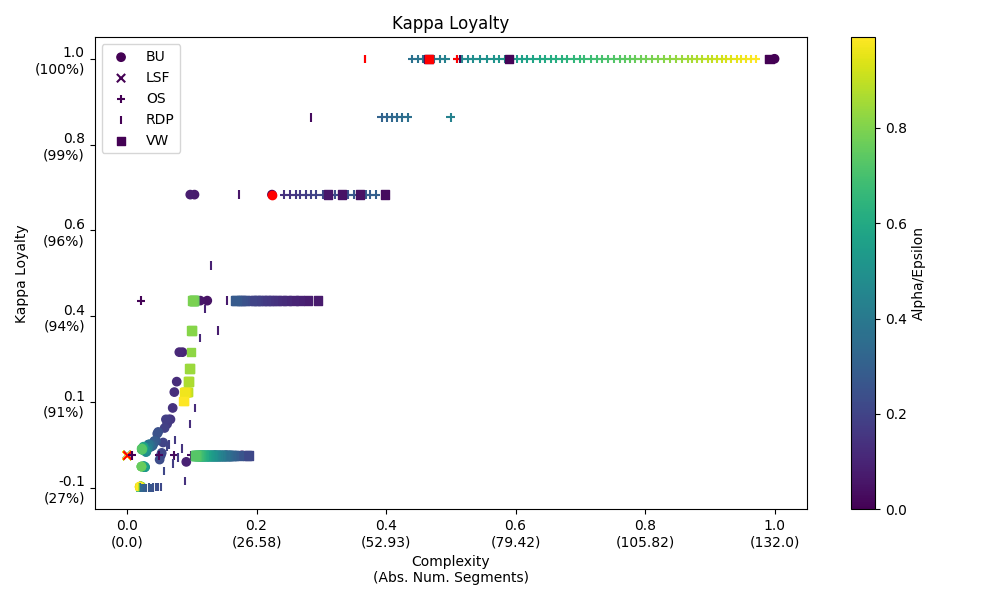 Kappa Loyalty
BU
LSF
OS
RDP
VW
Kappa Loyalty
1.0
(100%)
0.8
(99%)
0.6
(96%)
0.4
(94%)
0.1
(91%)
-0.1
(27%)
0.0
(0.0)
0.2
(26.58)
0.4
(52.93)
0.6
(79.42)
0.8
(105.82)
1.0
(132.0)
Complexity
(Abs. Num. Segments)
0.8
0.6
0.4
0.2
0.0
Alpha/Epsilon